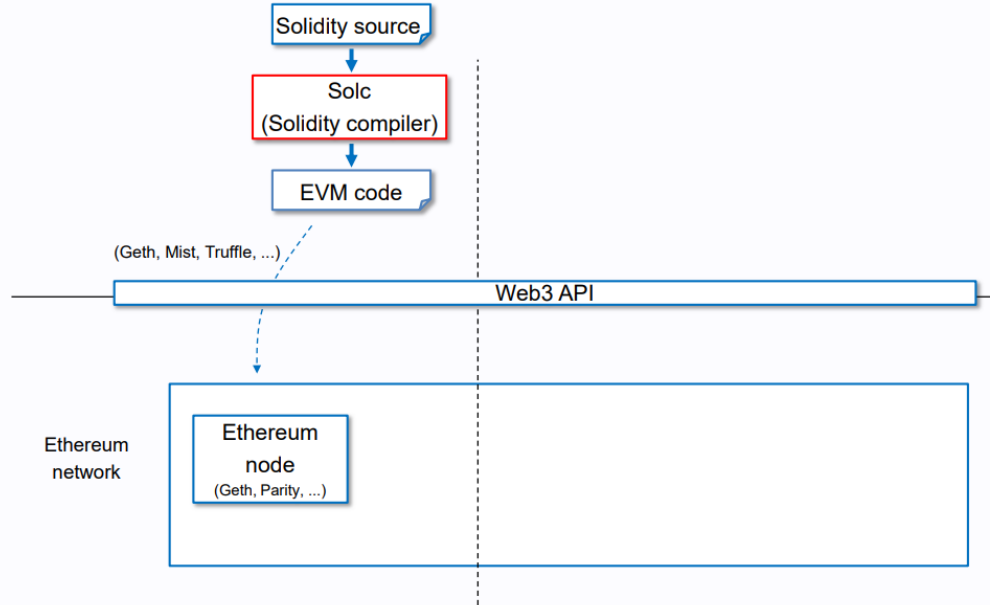 Solidity source
Solc
(Solidity compiler)
EVM code
(Geth, Mist, Truffle, ...)
Web3 API
Ethereum
network
Ethereum
node
(Geth, Parity, ...)